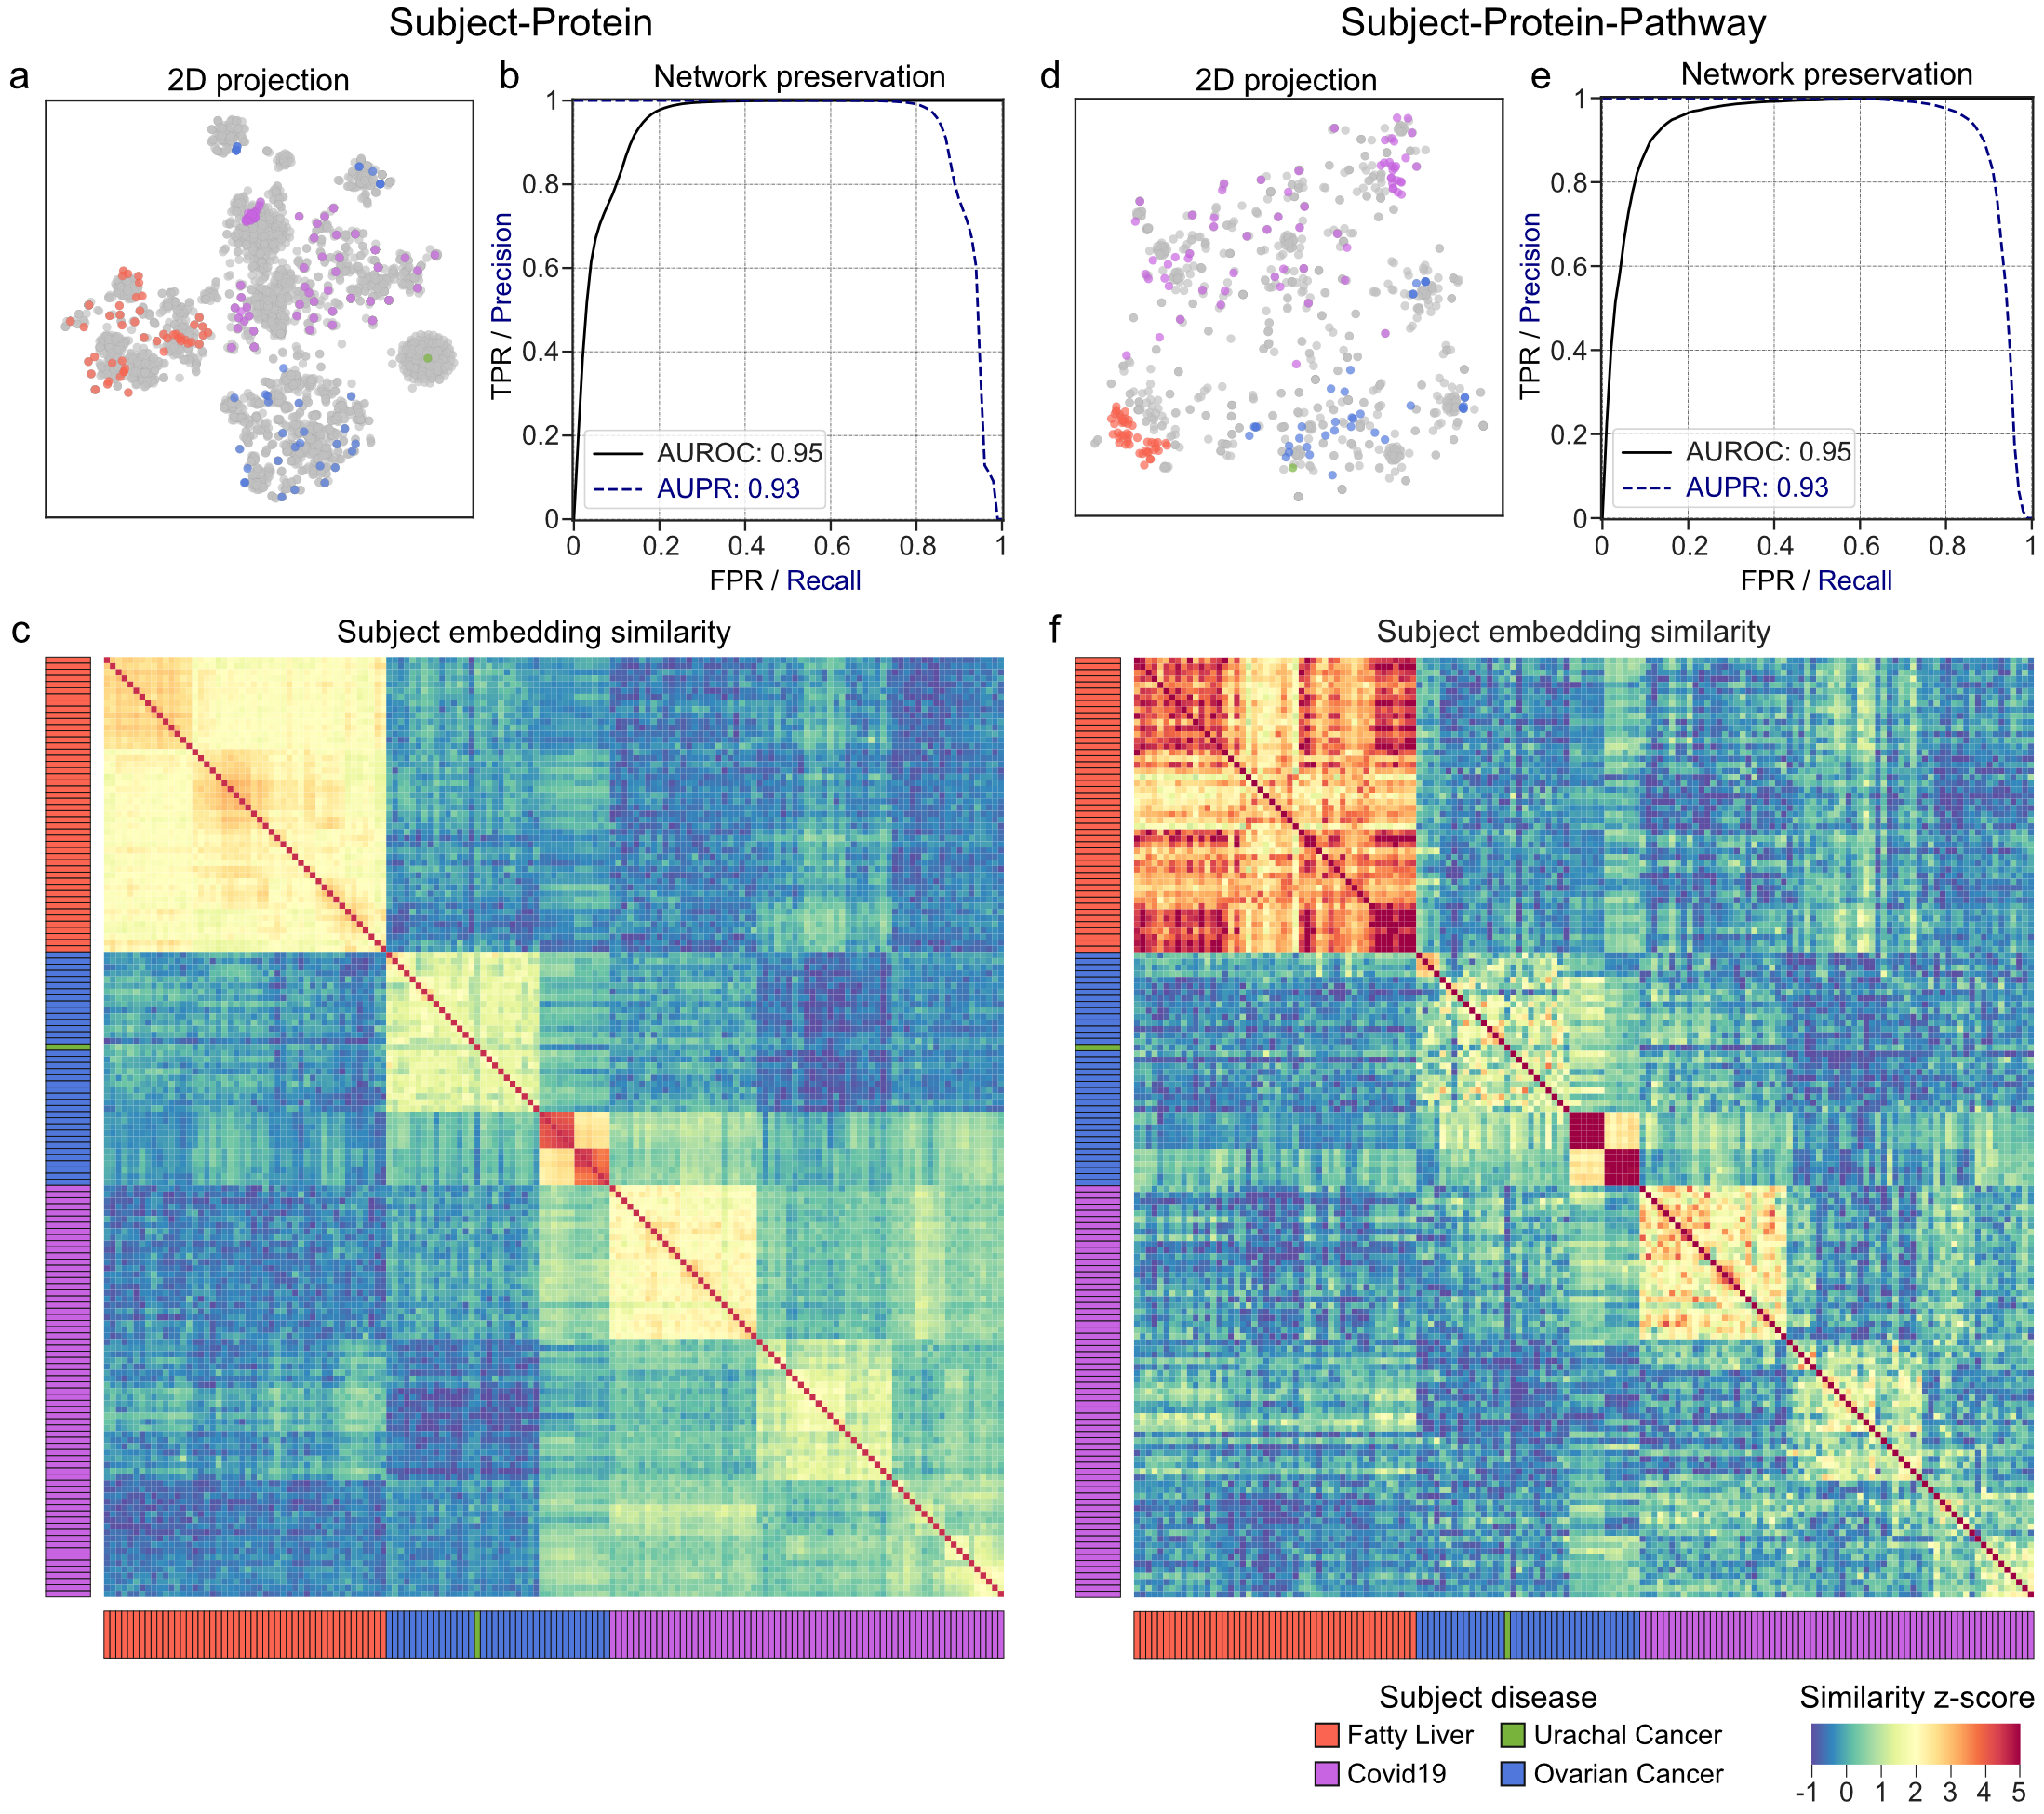 Subject-Protein
Subject-Protein-Pathway
a
2D projection
b
Network preservation
TPR / Precision
1
0.8
0.6
0.4
0.2
0
AUROC: 0.95
AUPR: 0.93
0 0.2 0.4 0.6 0.8 1
FPR / Recall
d
2D projection
e
Network preservation
TPR / Precision
1
0.8
0.6
0.4
0.2
0
AUROC: 0.95
AUPR: 0.93
0 0.2 0.4 0.6 0.8 1
FPR / Recall
c
Subject embedding similarity
f
Subject embedding similarity
Subject disease
Fatty Liver
Urachal Cancer
Covid19
Ovarian Cancer
Similarity z-score
-1 0 1 2 3 4 5